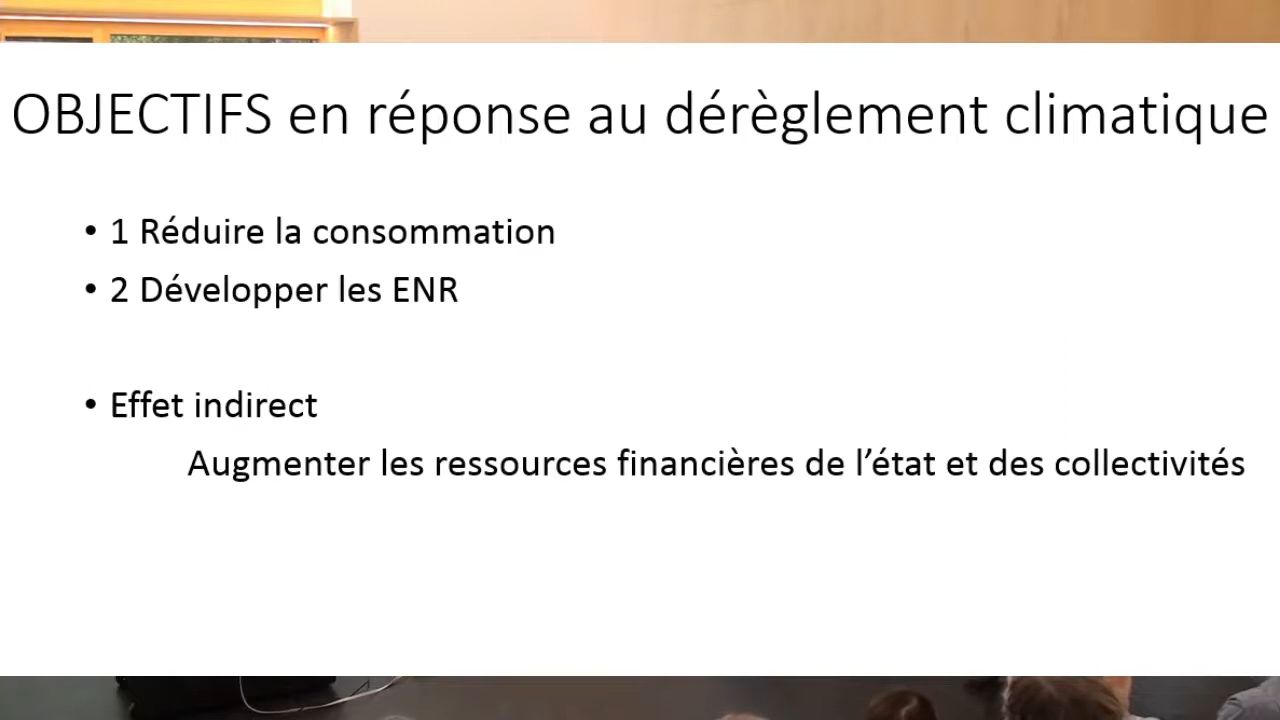 OBJECTIFS en réponse au dérèglement climatique
• 1 Réduire la consommation
• 2 Développer les ENR
• Effet indirect
Augmenter les ressources financières de l’état et des collectivités